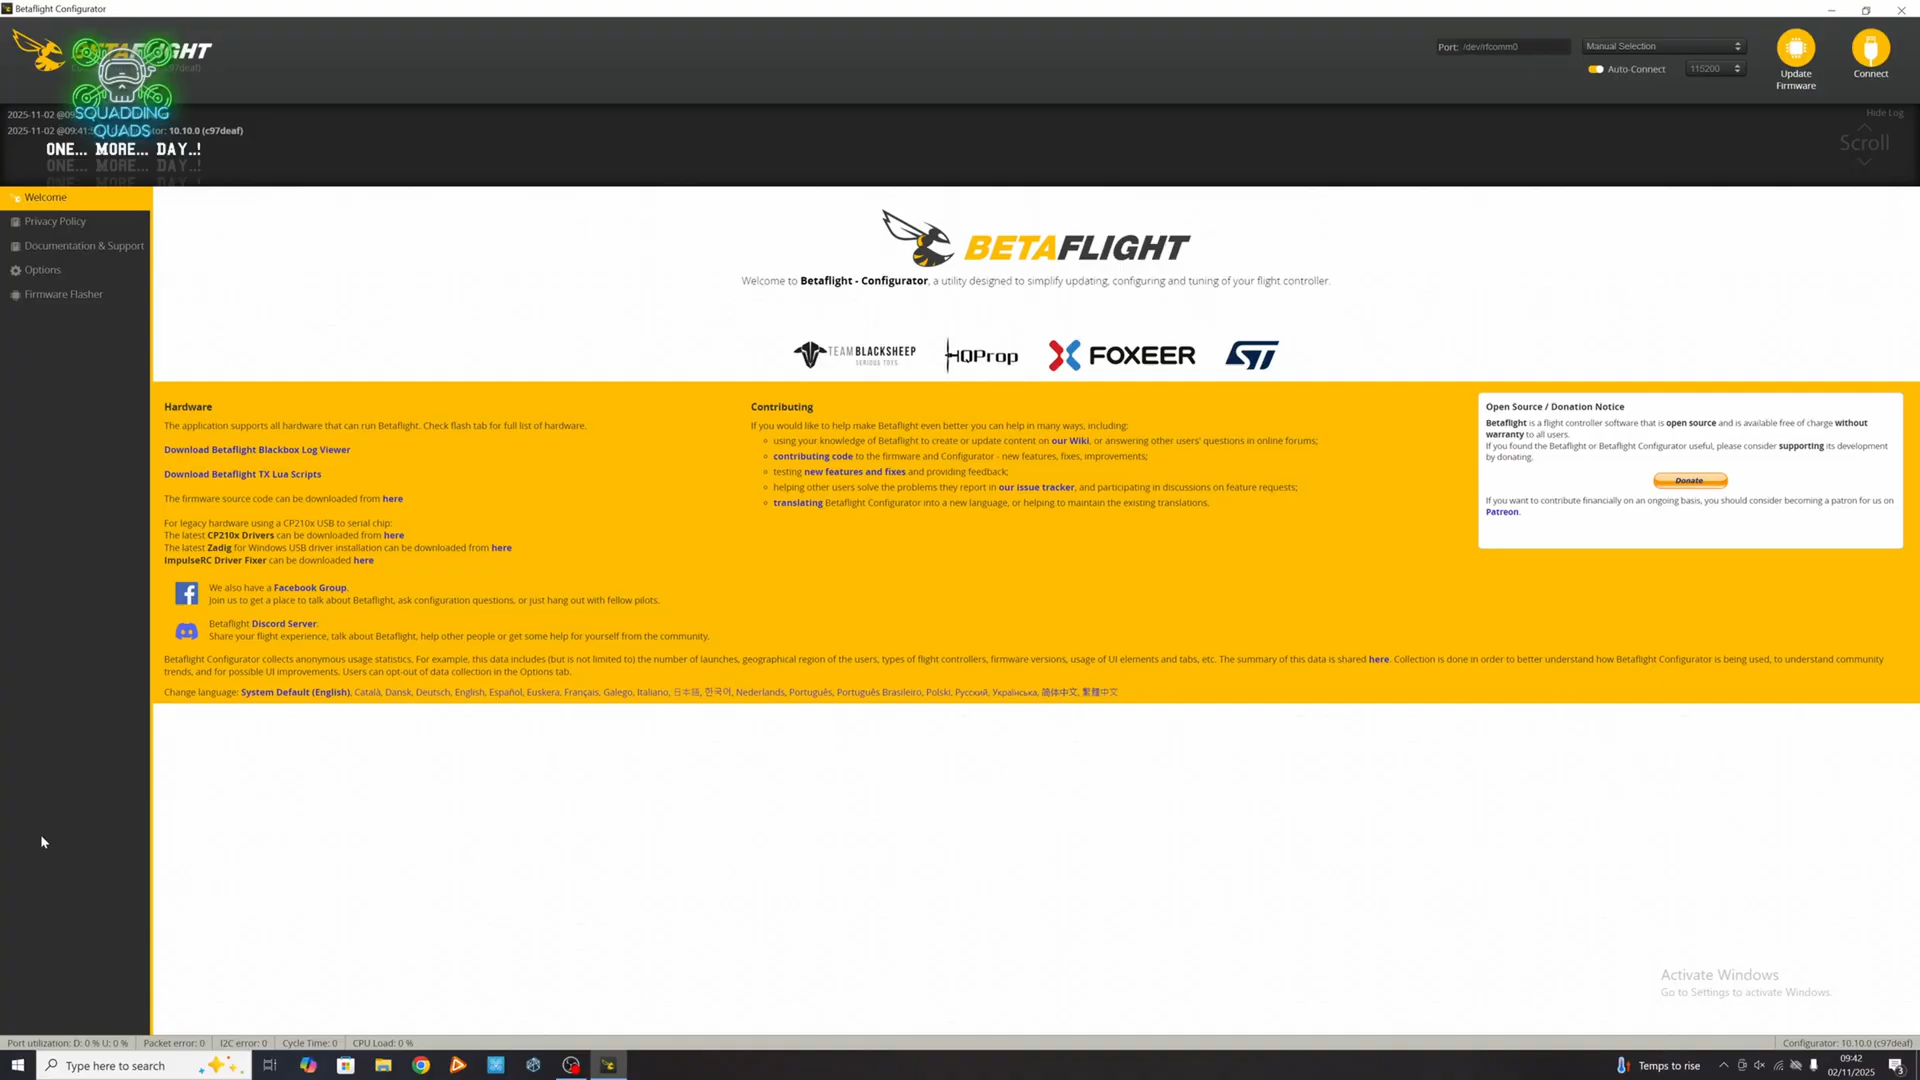 Betaflight Configurator
Port: /dev/rfcomm0
Manual Selection
Auto-Connect
115200
Update
Firmware
Connect
SQUADDING
QUADS
2025-11-02
Hide Log
10.10.0 (c97deaf)
ONE... MORE... DAY..!
ONE... MORE... DAY..!
Scroll
Welcome
Privacy Policy
Documentation & Support
Options
Firmware Flasher
BETAFLIGHT
Welcome to Betaflight - Configurator, a utility designed to simplify updating, configuring and tuning of your flight controller.
TEAMBLACKSHEEP
SERIOUS TOYS.
HQProp
FOXEER
ST
Hardware
The application supports all hardware that can run Betaflight. Check flash tab for full list of hardware.
Download Betaflight Blackbox Log Viewer
Download Betaflight TX Lua Scripts
The firmware source code can be downloaded from here
For legacy hardware using a CP210x USB to serial chip:
The latest CP210x Drivers can be downloaded from here
The latest Zadig for Windows USB driver installation can be downloaded from here
ImpulseRC Driver Fixer can be downloaded here
We also have a Facebook Group.
Join us to get a place to talk about Betaflight, ask configuration questions, or just hang out with fellow pilots.
Betaflight Discord Server.
Share your flight experience, talk about Betaflight, help other people or get some help for yourself from the community.
Contributing
If you would like to help make Betaflight even better you can help in many ways, including:
using your knowledge of Betaflight to create or update content on our Wiki, or answering other users' questions in online forums;
contributing code to the firmware and Configurator - new features, fixes, improvements;
testing new features and fixes and providing feedback;
helping other users solve the problems they report in our issue tracker, and participating in discussions on feature requests;
translating Betaflight Configurator into a new language, or helping to maintain the existing translations.
Open Source / Donation Notice
Betaflight is a flight controller software that is open source and is available free of charge without
warranty to all users.
If you found the Betaflight or Betaflight Configurator useful, please consider supporting its development
by donating.
Donate
If you want to contribute financially on an ongoing basis, you should consider becoming a patron for us on
Patreon.
Betaflight Configurator collects anonymous usage statistics. For example, this data includes (but is not limited to) the number of launches, geographical region of the users, types of flight controllers, firmware versions, usage of UI elements and tabs, etc. The summary of this data is shared here. Collection is done in order to better understand how Betaflight Configurator is being used, to understand community
trends, and for possible UI improvements. Users can opt-out of data collection in the Options tab.
Change language: System Default (English), Català, Dansk, Deutsch, English, Español, Euskera, Français, Galego, Italiano, 日本語, 한국어, Nederlands, Português, Português Brasileiro, Polski, Русский, Українська, 简体中文, 繁體中文
Activate Windows
Go to Settings to activate Windows.
Port utilization: D: 0 % U: 0 %
Packet error: 0
I2C error: 0
Cycle Time: 0
CPU Load: 0 %
Configurator: 10.10.0 (c97deaf)
Type here to search
Temps to rise
09:42
02/11/2025
3